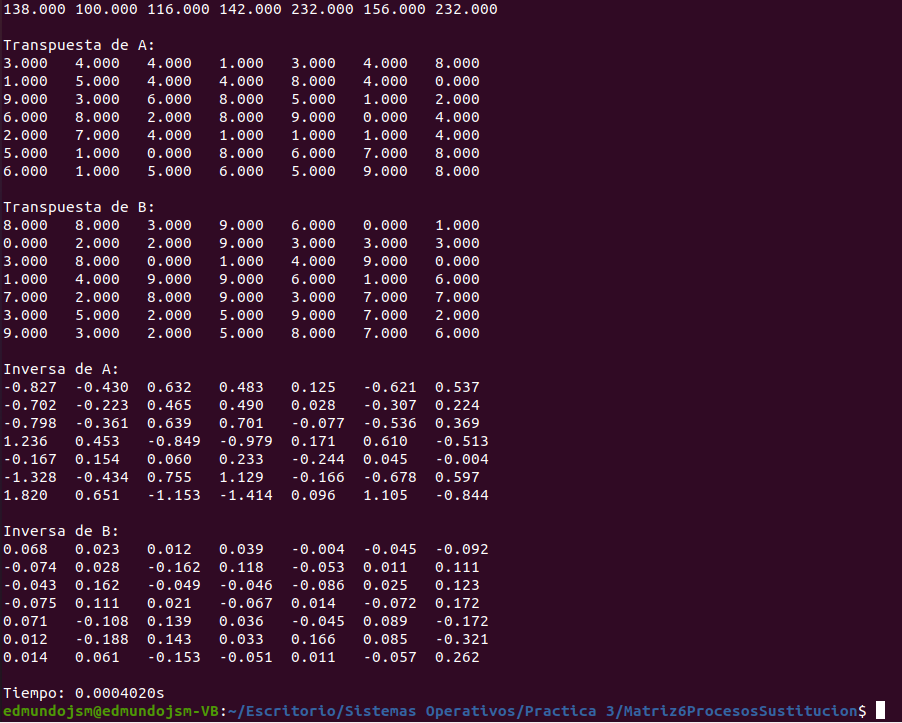 138.000 100.000 116.000 142.000 232.000 156.000 232.000
Transpuesta de A:
3.000 4.000 4.000 1.000 3.000 4.000 8.000
1.000 5.000 4.000 4.000 8.000 4.000 0.000
9.000 3.000 6.000 8.000 5.000 1.000 2.000
6.000 8.000 2.000 8.000 9.000 0.000 4.000
2.000 7.000 4.000 1.000 1.000 1.000 4.000
5.000 1.000 0.000 8.000 6.000 7.000 8.000
6.000 1.000 5.000 6.000 5.000 9.000 8.000
Transpuesta de B:
8.000 8.000 3.000 9.000 6.000 0.000 1.000
0.000 2.000 2.000 9.000 3.000 3.000 3.000
3.000 8.000 0.000 1.000 4.000 9.000 0.000
1.000 4.000 9.000 9.000 6.000 1.000 6.000
7.000 2.000 8.000 9.000 3.000 7.000 7.000
3.000 5.000 2.000 5.000 9.000 7.000 2.000
9.000 3.000 2.000 5.000 8.000 7.000 6.000
Inversa de A:
-0.827 -0.430 0.632 0.483 0.125 -0.621 0.537
-0.702 -0.223 0.465 0.490 0.028 -0.307 0.224
-0.798 -0.361 0.639 0.701 -0.077 -0.536 0.369
1.236 0.453 -0.849 -0.979 0.171 0.610 -0.513
-0.167 0.154 0.060 0.233 -0.244 0.045 -0.004
-1.328 -0.434 0.755 1.129 -0.166 -0.678 0.597
1.820 0.651 -1.153 -1.414 0.096 1.105 -0.844
Inversa de B:
0.068 0.023 0.012 0.039 -0.004 -0.045 -0.092
-0.074 0.028 -0.162 0.118 -0.053 0.011 0.111
-0.043 0.162 -0.049 -0.046 -0.086 0.025 0.123
-0.075 0.111 0.021 -0.067 0.014 -0.072 0.172
0.071 -0.108 0.139 0.036 -0.045 0.089 -0.172
0.012 -0.188 0.143 0.033 0.166 0.085 -0.321
0.014 0.061 -0.153 -0.051 0.011 -0.057 0.262
Tiempo: 0.0004020s
edmundojsm@edmundojsm-VB:~/Escritorio/Sistemas Operativos/Practica 3/Matriz6ProcesosSustitucion$